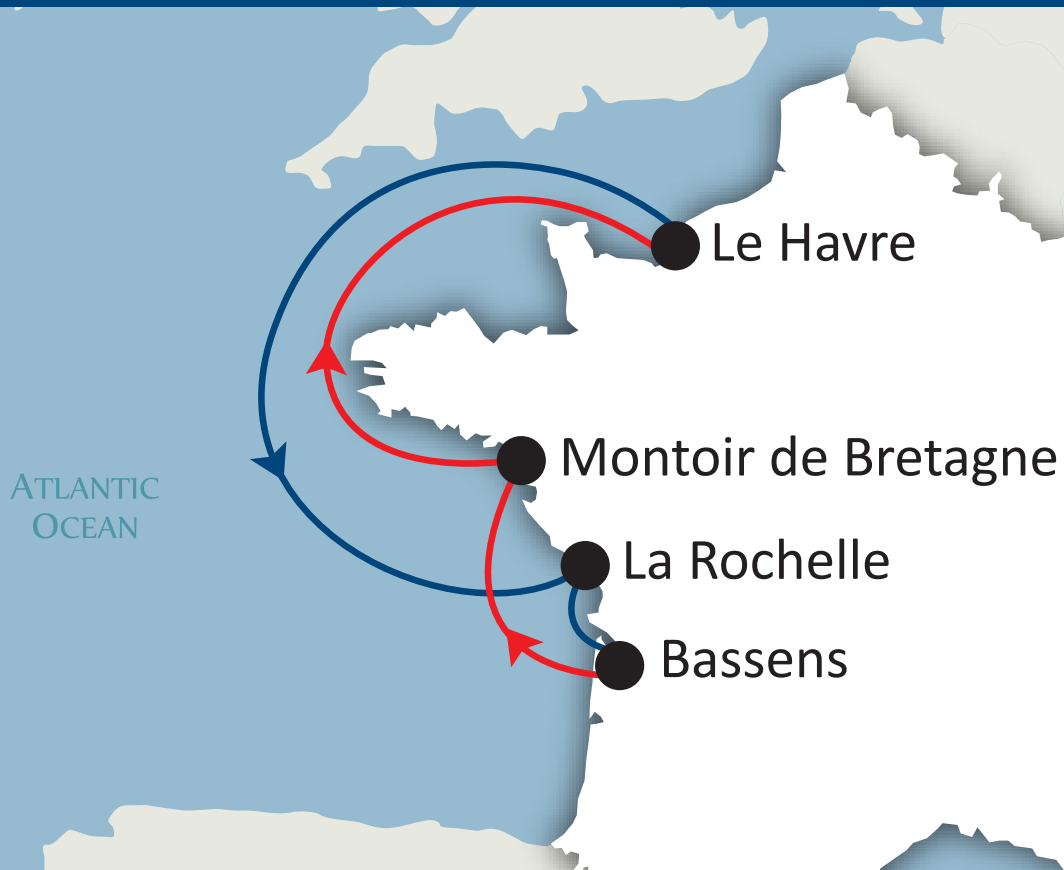 Le Havre
Montoir de Bretagne
ATLANTIC
OCEAN
La Rochelle
Bassens